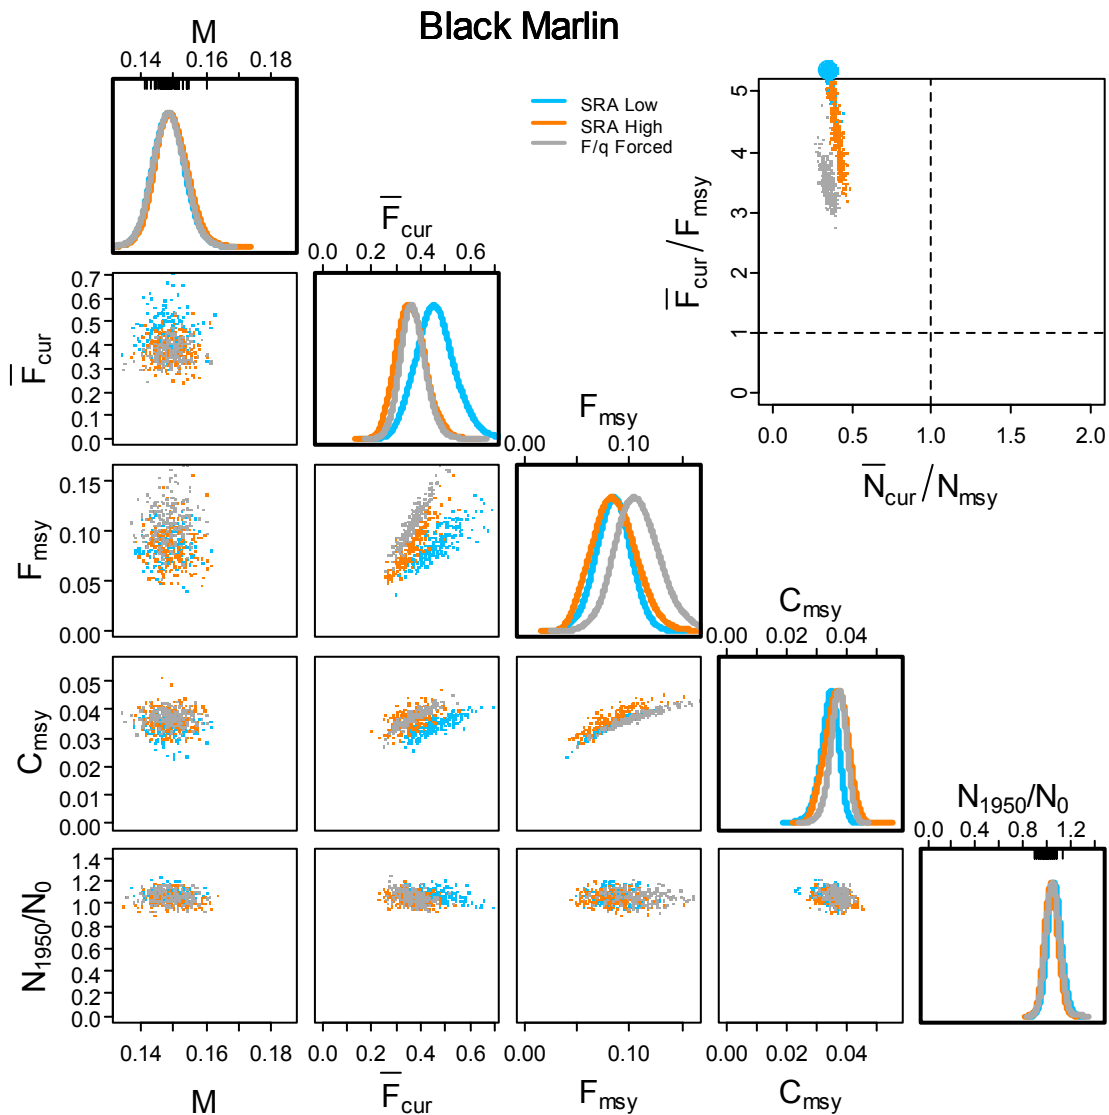 Black Marlin
M
0.14 0.16 0.18
SRA Low
SRA High
F/q Forced
F̅cur/Fmsy
5
4
3
2
1
0
0.0 0.5 1.0 1.5 2.0
N̅cur/Nmsy
F̅cur
0.0 0.2 0.4 0.6
F̅cur
0.7
0.6
0.5
0.4
0.3
0.2
0.1
0.0
Fmsy
0.00 0.10
Fmsy
0.15
0.10
0.05
0.00
Cmsy
0.00 0.02 0.04
Cmsy
0.05
0.04
0.03
0.02
0.01
0.00
N1950/N0
0.0 0.4 0.8 1.2
N1950/N0
1.4
1.2
1.0
0.8
0.6
0.4
0.2
0.0
0.14 0.16 0.18 0.0 0.2 0.4 0.6 0.00 0.10 0.00 0.02 0.04
M F̅cur Fmsy Cmsy